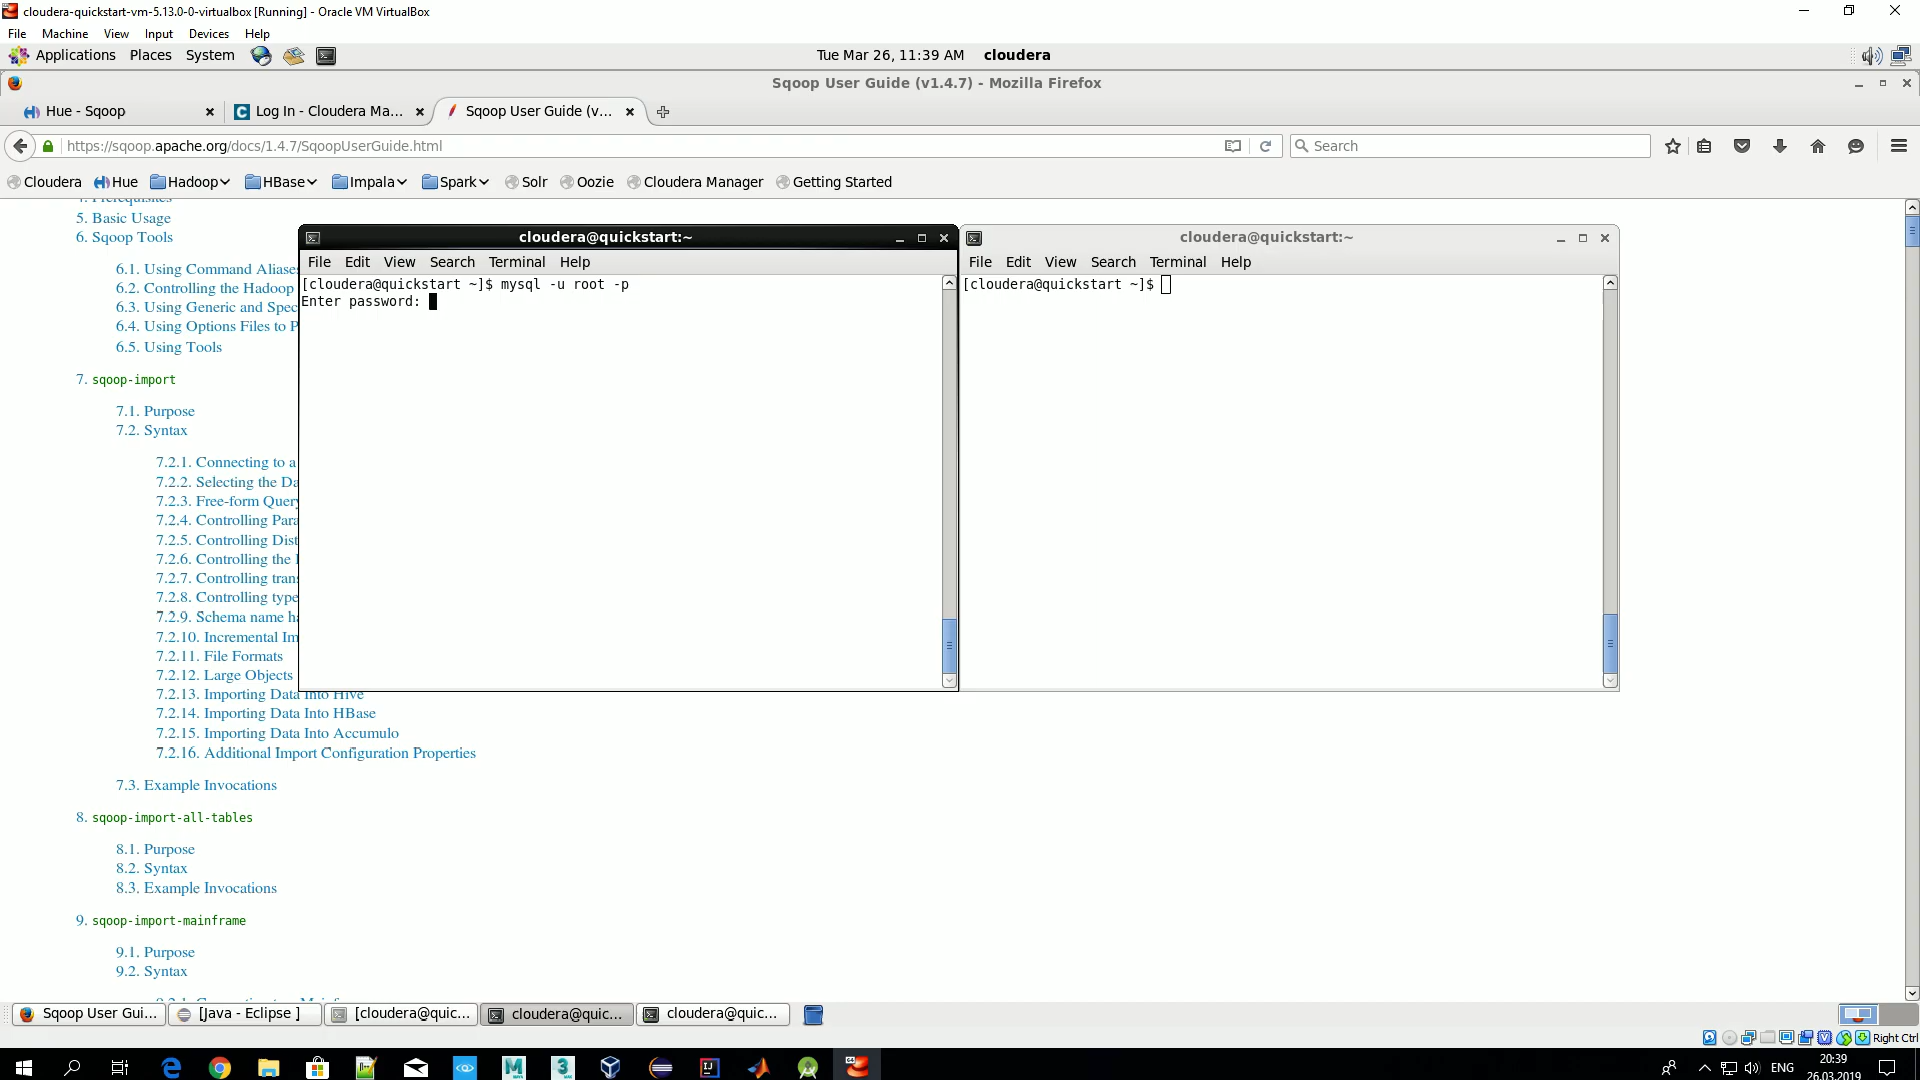 cloudera-quickstart-vm-5.13.0-0-virtualbox [Running] - Oracle VM VirtualBox
File Machine View Input Devices Help
Applications Places System
Tue Mar 26, 11:39 AM cloudera
Sqoop User Guide (v1.4.7) - Mozilla Firefox
Hue - Sqoop
Log In - Cloudera Ma...
Sqoop User Guide (v...
https://sqoop.apache.org/docs/1.4.7/SqoopUserGuide.html
Search
Cloudera Hue Hadoop HBase Impala Spark Solr Oozie Cloudera Manager Getting Started
4. Prerequisites
5. Basic Usage
6. Sqoop Tools
6.1. Using Command Aliases
6.2. Controlling the Hadoop
6.3. Using Generic and Spec
6.4. Using Options Files to P
6.5. Using Tools
7. sqoop-import
7.1. Purpose
7.2. Syntax
7.2.1. Connecting to a
7.2.2. Selecting the Da
7.2.3. Free-form Query
7.2.4. Controlling Para
7.2.5. Controlling Dist
7.2.6. Controlling the
7.2.7. Controlling trans
7.2.8. Controlling type
7.2.9. Schema name ha
7.2.10. Incremental Im
7.2.11. File Formats
7.2.12. Large Objects
7.2.13. Importing Data Into Hive
7.2.14. Importing Data Into HBase
7.2.15. Importing Data Into Accumulo
7.2.16. Additional Import Configuration Properties
7.3. Example Invocations
8. sqoop-import-all-tables
8.1. Purpose
8.2. Syntax
8.3. Example Invocations
9. sqoop-import-mainframe
9.1. Purpose
9.2. Syntax
cloudera@quickstart:~
File Edit View Search Terminal Help
[cloudera@quickstart ~]$ mysql -u root -p
Enter password:
cloudera@quickstart:~
File Edit View Search Terminal Help
[cloudera@quickstart ~]$
Sqoop User Gui...
[Java - Eclipse ]
[cloudera@quic...
cloudera@quic...
cloudera@quic...
Right Ctrl
ENG
20:39
26.03.2019